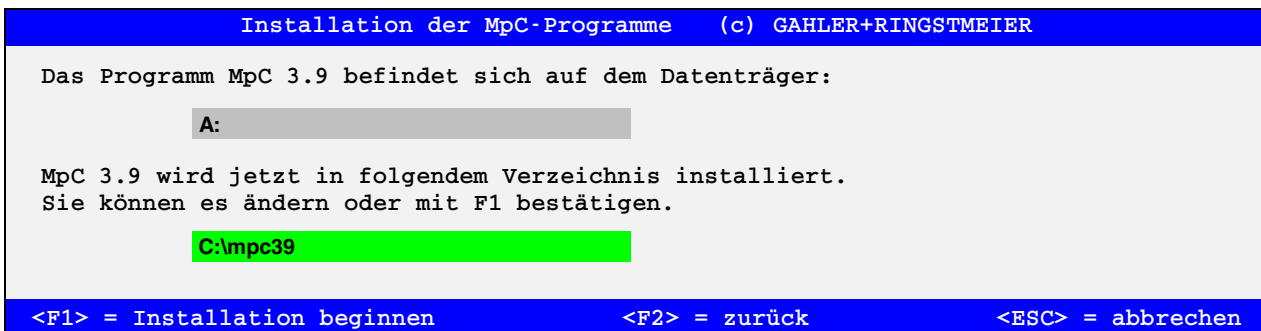 Installation der MpC-Programme (c) GAHLER+RINGSTMEIER
Das Programm MpC 3.9 befindet sich auf dem Datenträger:
A:
MpC 3.9 wird jetzt in folgendem Verzeichnis installiert.
Sie können es ändern oder mit F1 bestätigen.
C:\mpc39
<F1> = Installation beginnen <F2> = zurück <ESC> = abbrechen